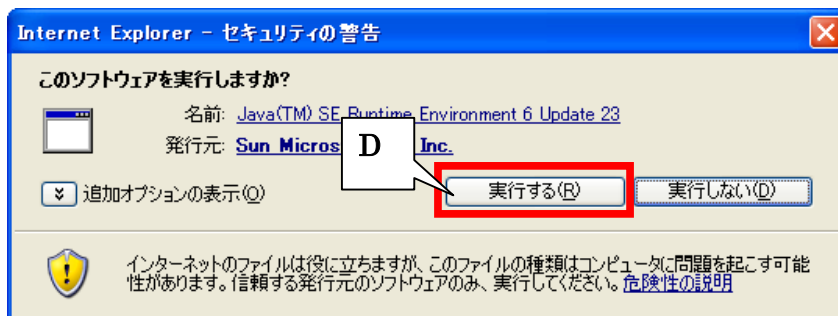 Internet Explorer - セキュリティの警告
このソフトウェアを実行しますか?
名前: Java(TM) SE Runtime Environment 6 Update 23
発行元: Sun Micros Inc.
D
追加オプションの表示(O)
実行する(R)
実行しない(D)
インターネットのファイルは役に立ちますが、このファイルの種類はコンピュータに問題を起こす可能
性があります。信頼する発行元のソフトウェアのみ、実行してください。危険性の説明